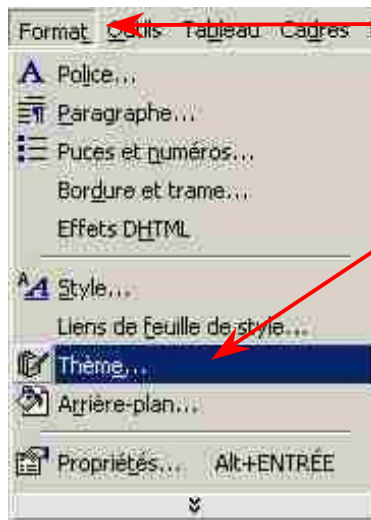 Format Outils Tableau Cadres
Police...
Paragraphe...
Puces et numéros...
Bordure et trame...
Effets DHTML
Style...
Liens de feuille de style...
Thème...
Arrière-plan...
Propriétés... Alt+ENTRÉE